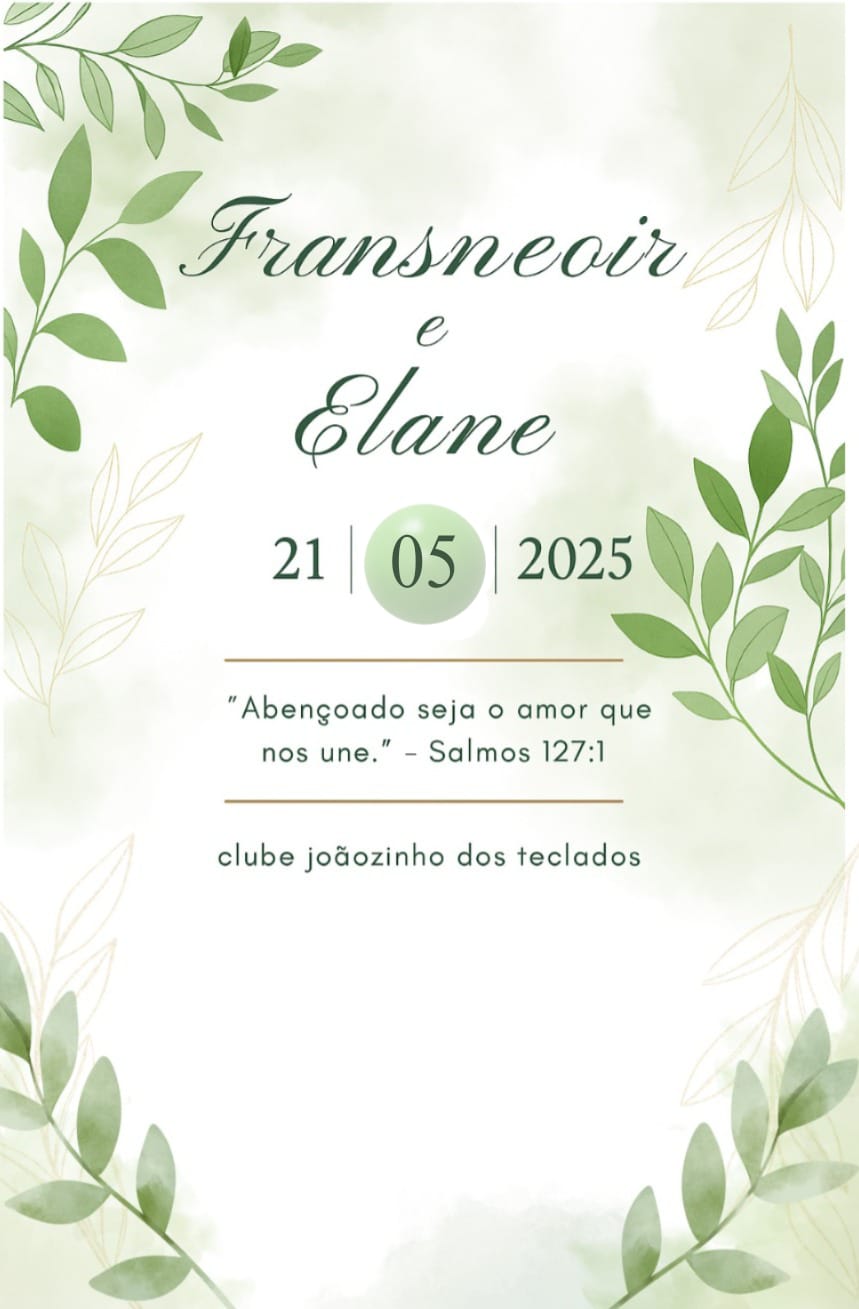 Fransneoir
e
Elane
21 | 05 | 2025
"Abençoado seja o amor que
nos une." - Salmos 127:1
clube joãozinho dos teclados